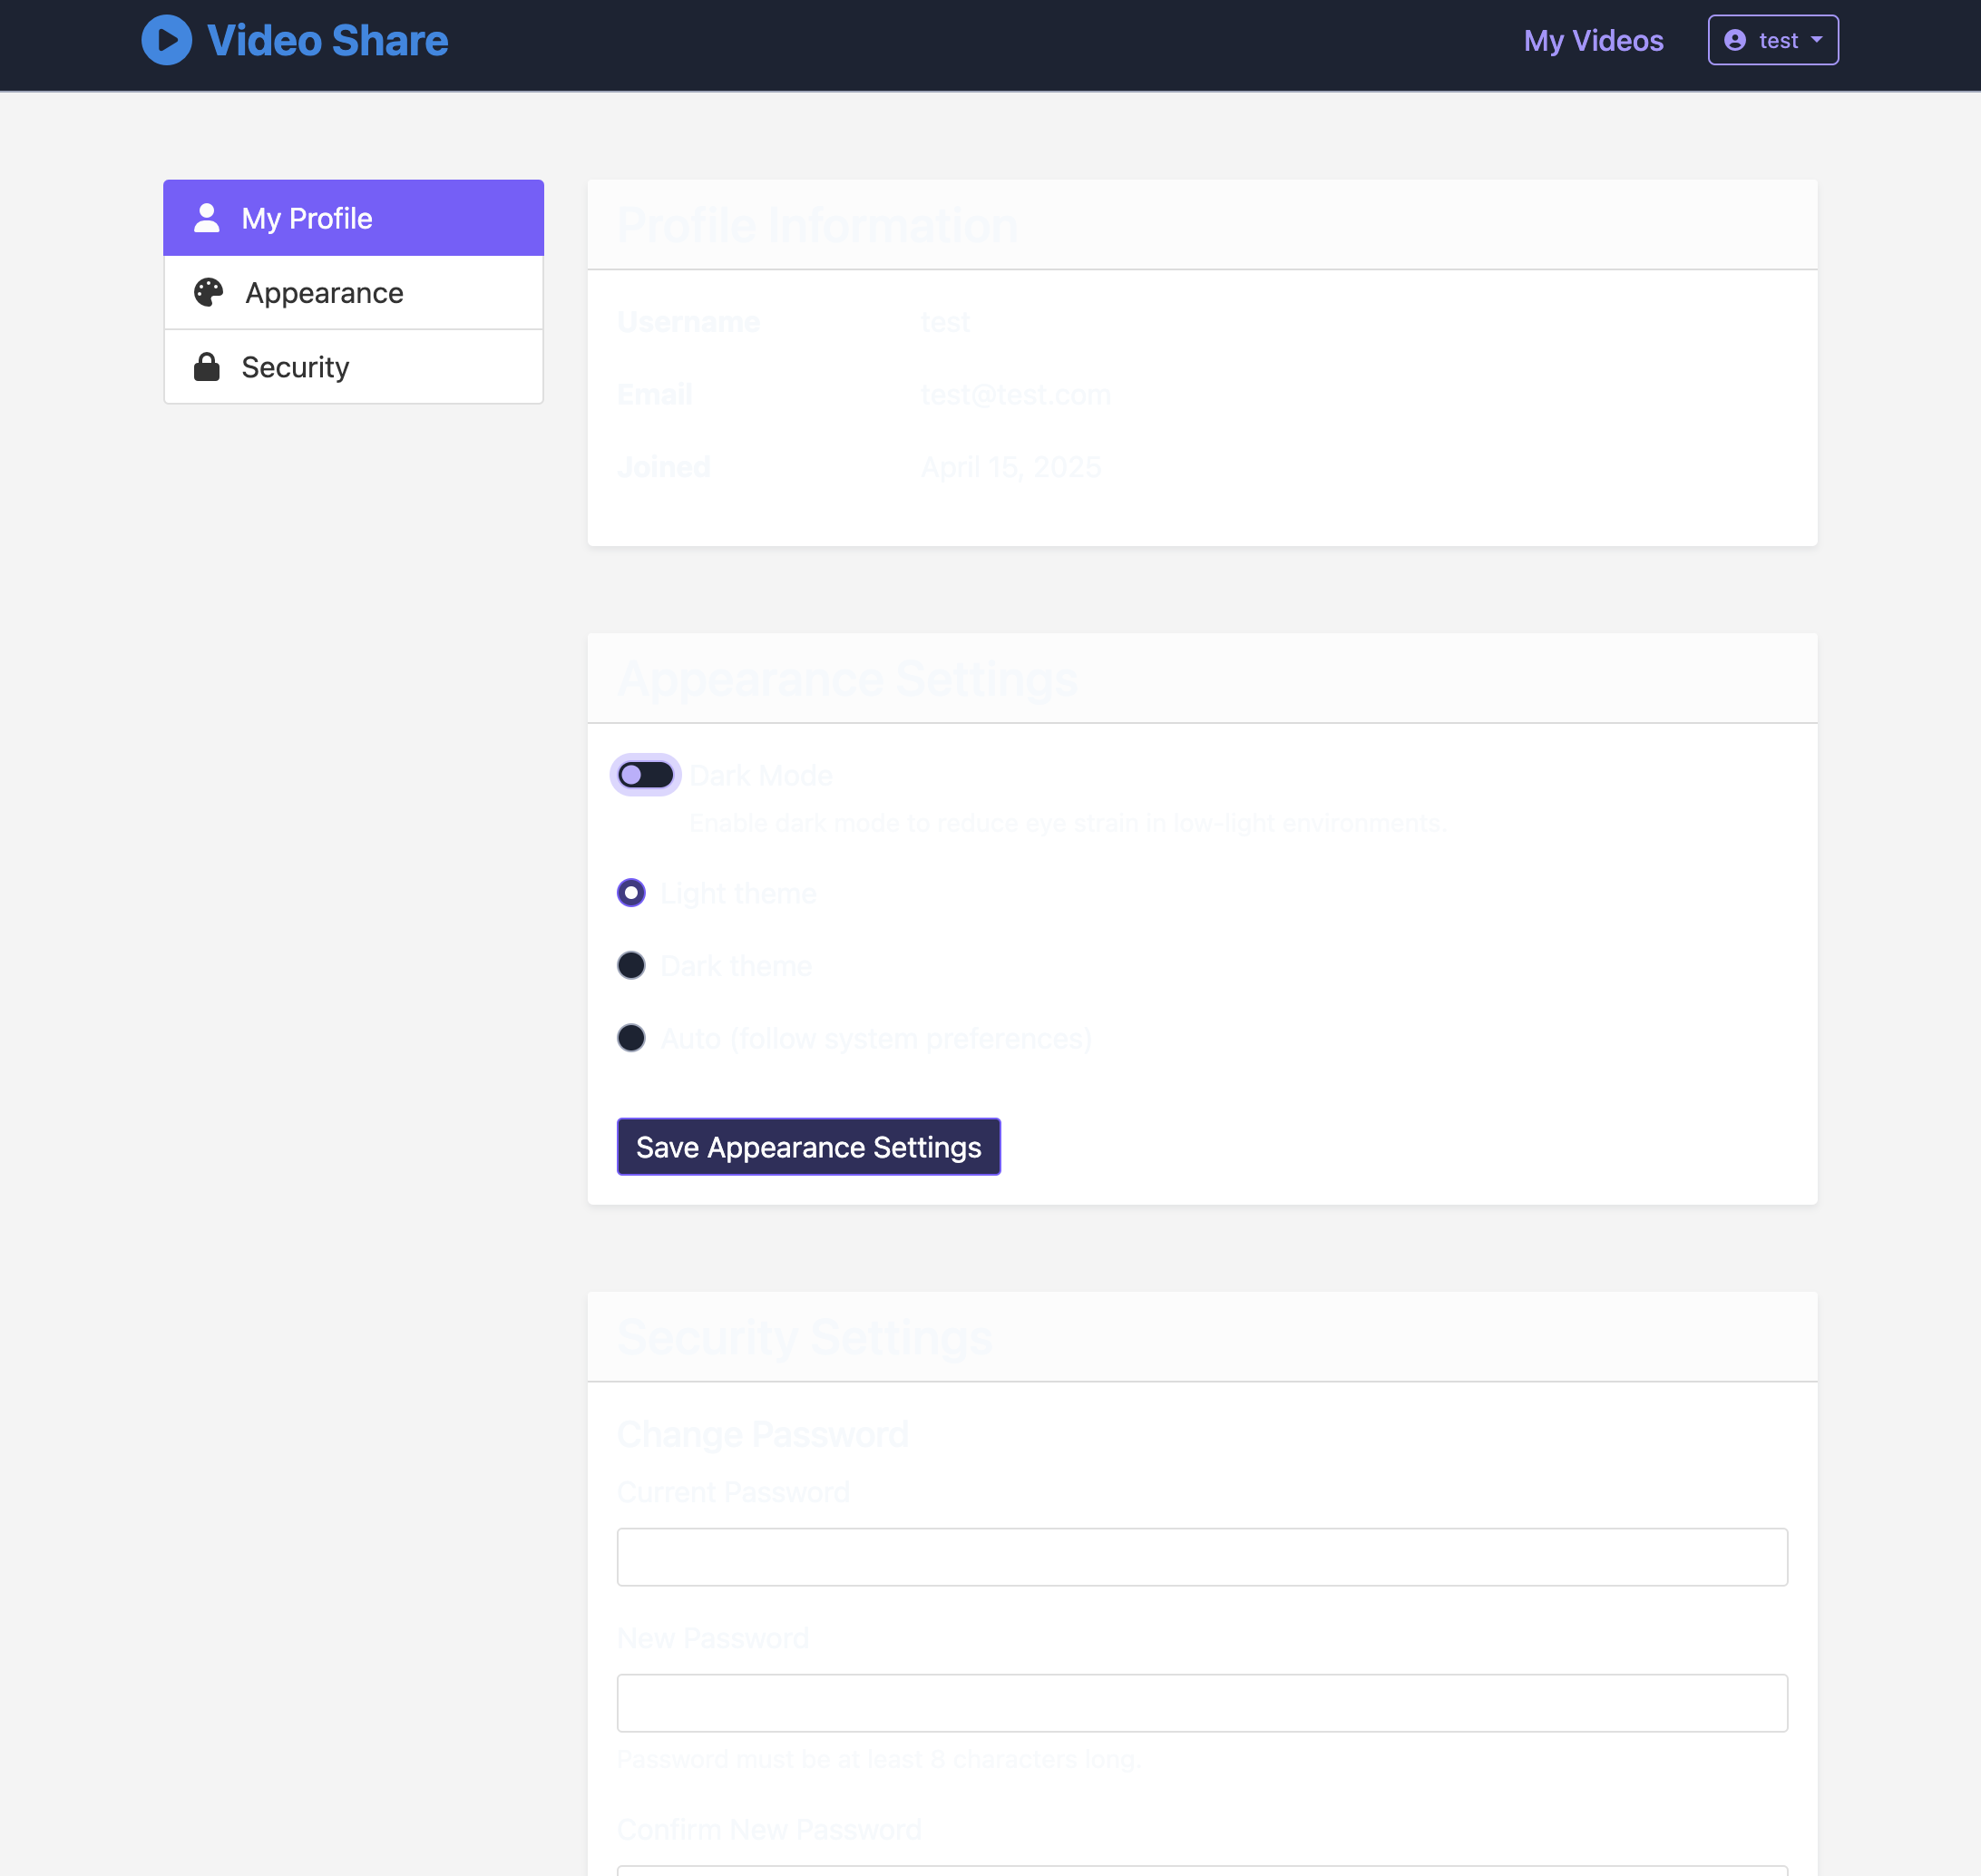 Video Share
My Videos
test
My Profile
Appearance
Security
Profile Information
Username test
Email test@test.com
Joined April 15, 2025
Appearance Settings
Dark Mode
Enable dark mode to reduce eye strain in low-light environments.
Light theme
Dark theme
Auto (follow system preferences)
Save Appearance Settings
Security Settings
Change Password
Current Password
New Password
Password must be at least 8 characters long.
Confirm New Password